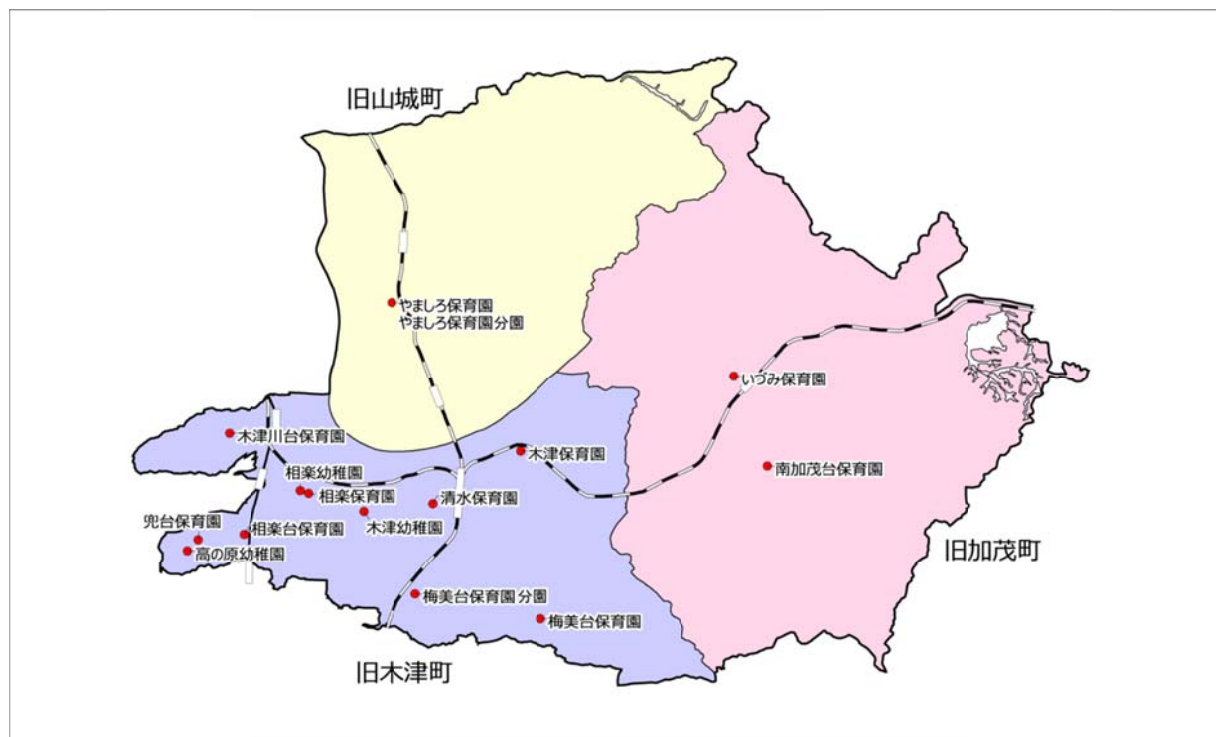 旧山城町
やましろ保育園
やましろ保育園分園
いづみ保育園
木津川台保育園
木津保育園
南加茂台保育園
相楽幼稚園
相楽保育園
清水保育園
兜台保育園
相楽台保育園
木津幼稚園
高の原幼稚園
旧加茂町
梅美台保育園分園
梅美台保育園
旧木津町